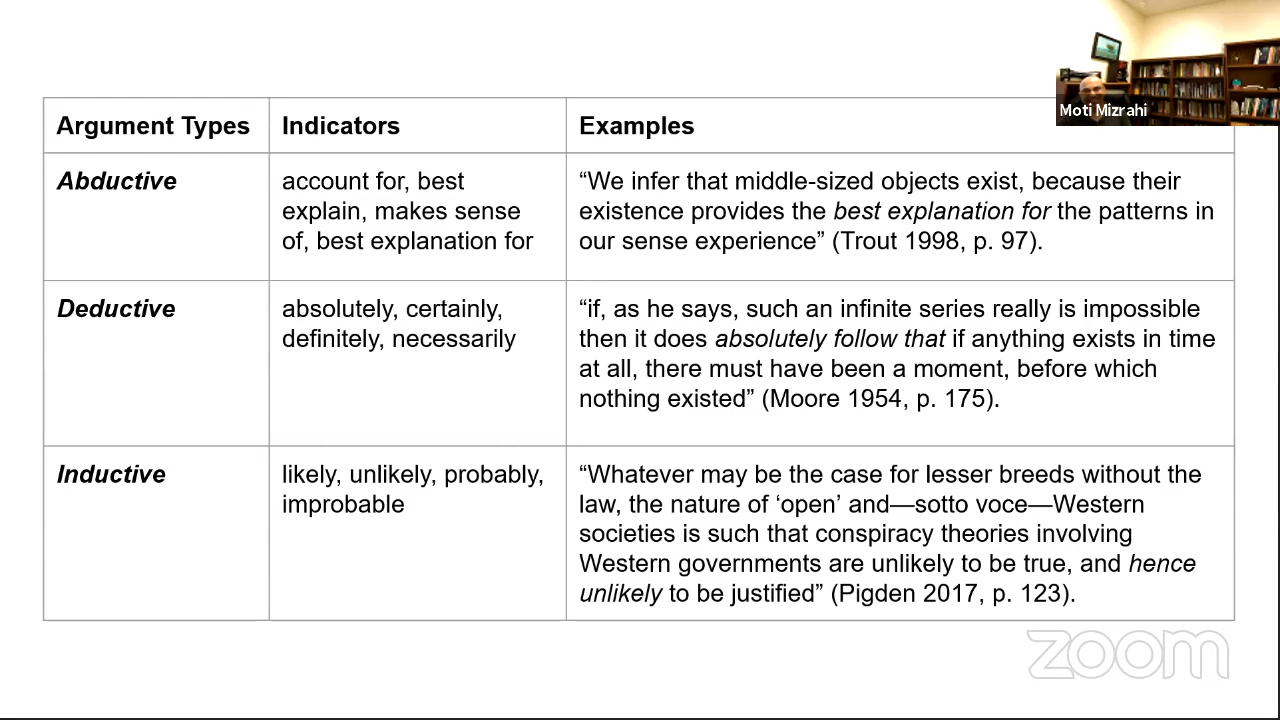 Moti Mizrahi
Argument Types
Indicators
Examples
Abductive
account for, best
explain, makes sense
of, best explanation for
“We infer that middle-sized objects exist, because their
existence provides the best explanation for the patterns in
our sense experience” (Trout 1998, p. 97).
Deductive
absolutely, certainly,
definitely, necessarily
“if, as he says, such an infinite series really is impossible
then it does absolutely follow that if anything exists in time
at all, there must have been a moment, before which
nothing existed” (Moore 1954, p. 175).
Inductive
likely, unlikely, probably,
improbable
“Whatever may be the case for lesser breeds without the
law, the nature of ‘open’ and—sotto voce—Western
societies is such that conspiracy theories involving
Western governments are unlikely to be true, and hence
unlikely to be justified” (Pigden 2017, p. 123).
zoom